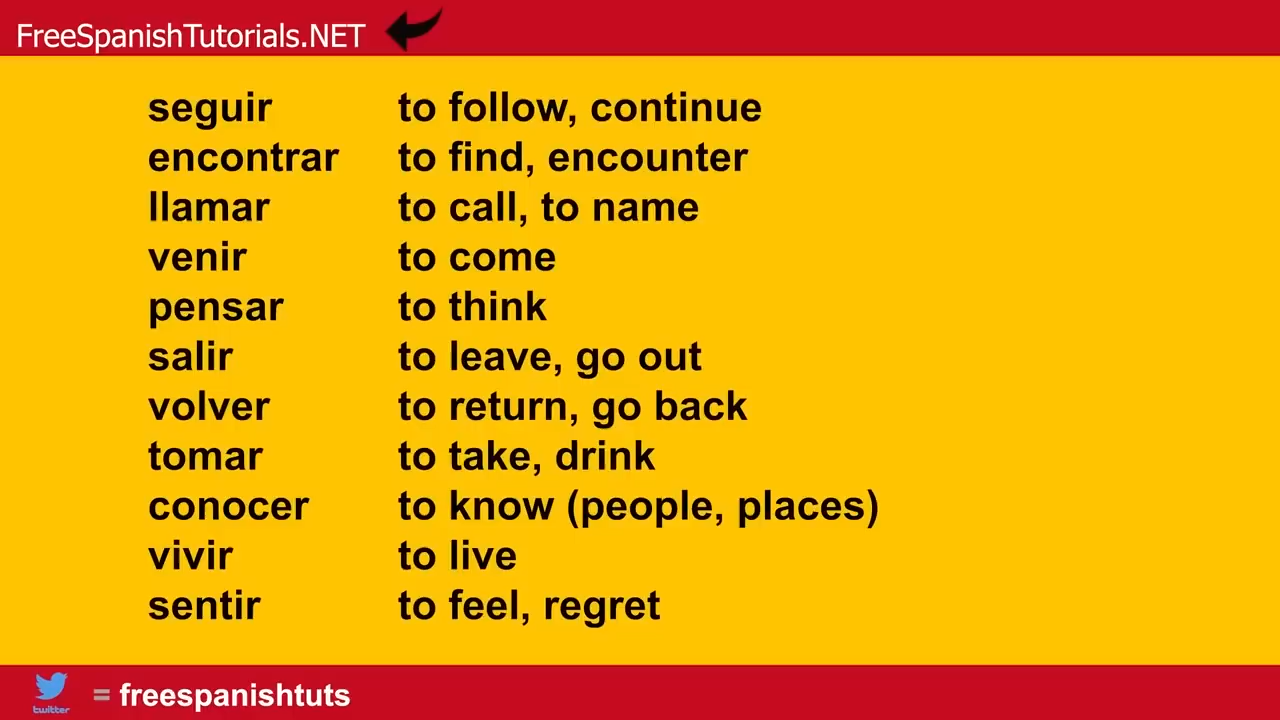 FreeSpanishTutorials.NET
seguir to follow, continue
encontrar to find, encounter
llamar to call, to name
venir to come
pensar to think
salir to leave, go out
volver to return, go back
tomar to take, drink
conocer to know (people, places)
vivir to live
sentir to feel, regret
twitter = freespanishtuts